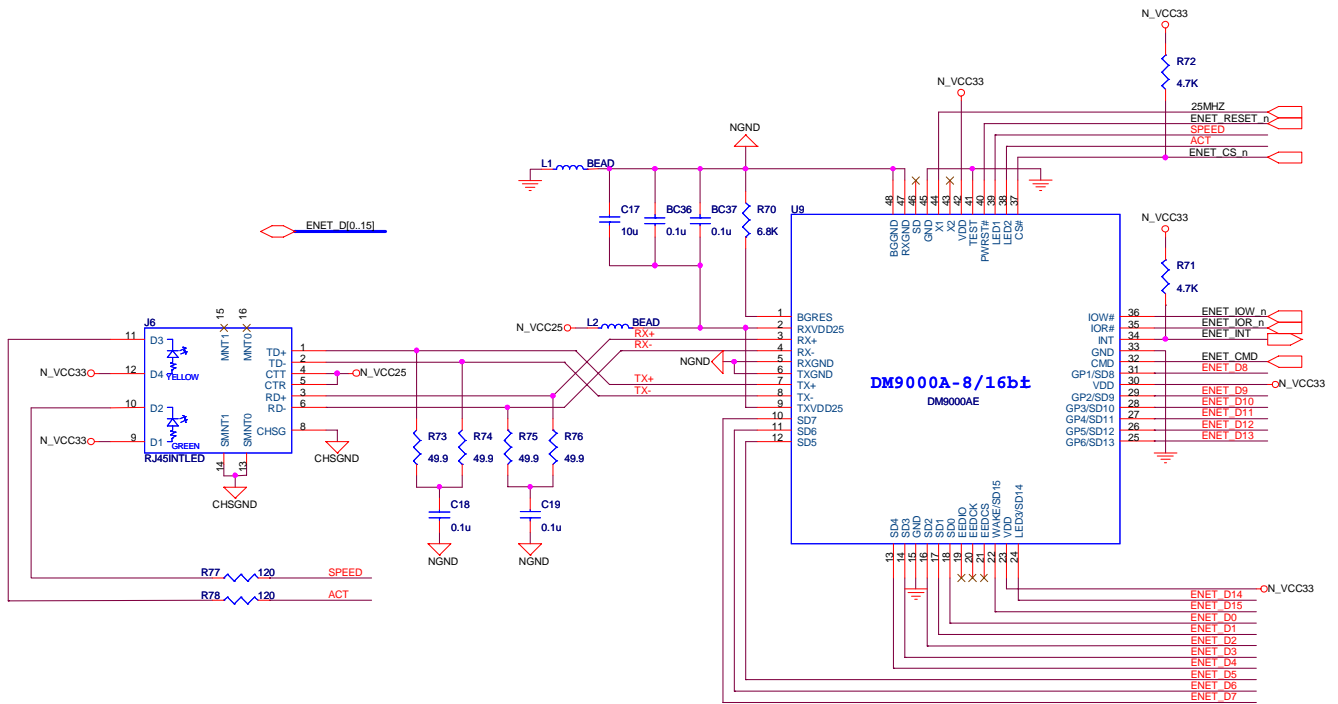 N_VCC33
R72
4.7K
N_VCC33
25MHZ
ENET_RESET_n
SPEED
ACT
ENET_CS_n
NGND
L1 BEAD
C17
10u
BC36
0.1u
BC37
0.1u
R70
6.8K
U9
48 47 46 45 44 43 42 41 40 39 38 37
BGGND RXGND SD GND X1 X2 VDD TEST PWRST# LED1 LED2 CS#
N_VCC33
R71
4.7K
ENET_D[0..15]
1 BGRES
2 RXVDD25
3 RX+
4 RX-
5 RXGND
6 TXGND
7 TX+
8 TX-
9 TXVDD25
10 SD7
11 SD6
12 SD5
IOW# 36 ENET_IOW_n
IOR# 35 ENET_IOR_n
INT 34 ENET_INT
GND 33
CMD 32 ENET_CMD
GP1/SD8 31 ENET_D8
VDD 30 N_VCC33
GP2/SD9 29 ENET_D9
GP3/SD10 28 ENET_D10
GP4/SD11 27 ENET_D11
GP5/SD12 26 ENET_D12
GP6/SD13 25 ENET_D13
DM9000A-8/16bit
DM9000AE
N_VCC25 L2 BEAD
RX+
RX-
NGND
TX+
TX-
J6
15 16
MNT1 MNT0
11 D3
N_VCC33 12 D4
YELLOW
10 D2
N_VCC33 9 D1
GREEN
RJ45INTLED
TD+ 1
TD- 2
CTT 4
CTR 5
RD+ 3
RD- 6
CHSG 8
N_VCC25
CHSGND
SMNT1 SMNT0
14 13
CHSGND
R73
49.9
R74
49.9
R75
49.9
R76
49.9
C18
0.1u
C19
0.1u
NGND
NGND
SD4 SD3 GND SD2 SD1 SD0 EEDIO EEDCK EEDCS WAKE/SD15 VDD LED3/SD14
13 14 15 16 17 18 19 20 21 22 23 24
R77 120 SPEED
R78 120 ACT
N_VCC33
ENET_D14
ENET_D15
ENET_D0
ENET_D1
ENET_D2
ENET_D3
ENET_D4
ENET_D5
ENET_D6
ENET_D7